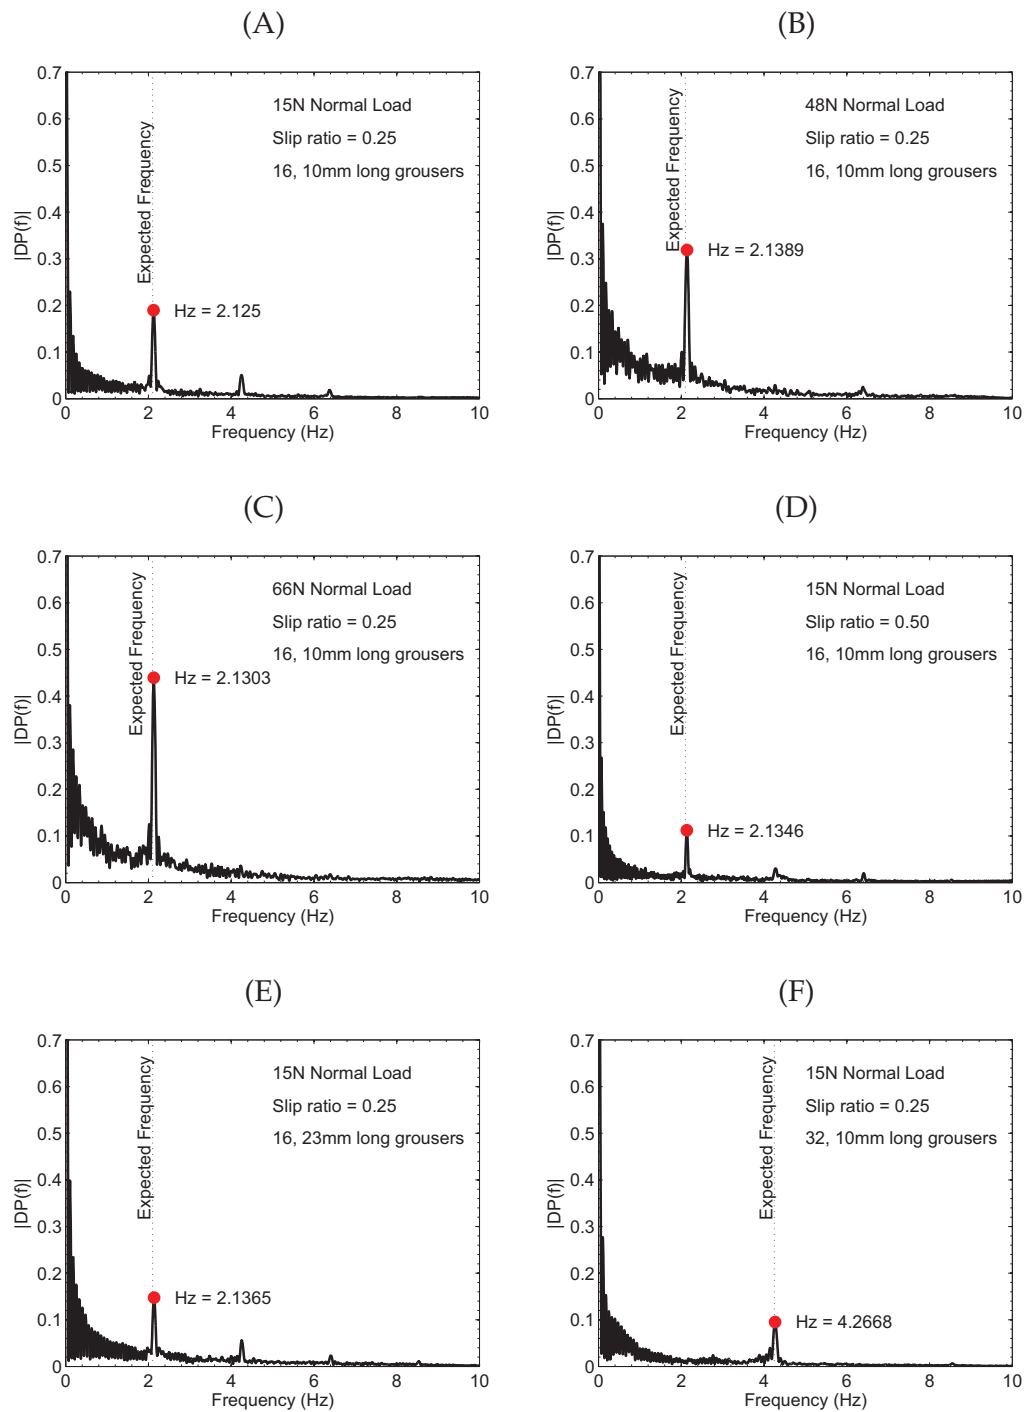 (A)
0.7
0.6
0.5
0.4
0.3
0.2
0.1
0
|DP(f)|
Expected Frequency
15N Normal Load
Slip ratio = 0.25
16, 10mm long grousers
Hz = 2.125
0 2 4 6 8 10
Frequency (Hz)
(B)
0.7
0.6
0.5
0.4
0.3
0.2
0.1
0
|DP(f)|
Expected Frequency
48N Normal Load
Slip ratio = 0.25
16, 10mm long grousers
Hz = 2.1389
0 2 4 6 8 10
Frequency (Hz)
(C)
0.7
0.6
0.5
0.4
0.3
0.2
0.1
0
|DP(f)|
Expected Frequency
66N Normal Load
Slip ratio = 0.25
16, 10mm long grousers
Hz = 2.1303
0 2 4 6 8 10
Frequency (Hz)
(D)
0.7
0.6
0.5
0.4
0.3
0.2
0.1
0
|DP(f)|
Expected Frequency
15N Normal Load
Slip ratio = 0.50
16, 10mm long grousers
Hz = 2.1346
0 2 4 6 8 10
Frequency (Hz)
(E)
0.7
0.6
0.5
0.4
0.3
0.2
0.1
0
|DP(f)|
Expected Frequency
15N Normal Load
Slip ratio = 0.25
16, 23mm long grousers
Hz = 2.1365
0 2 4 6 8 10
Frequency (Hz)
(F)
0.7
0.6
0.5
0.4
0.3
0.2
0.1
0
|DP(f)|
Expected Frequency
15N Normal Load
Slip ratio = 0.25
32, 10mm long grousers
Hz = 4.2668
0 2 4 6 8 10
Frequency (Hz)